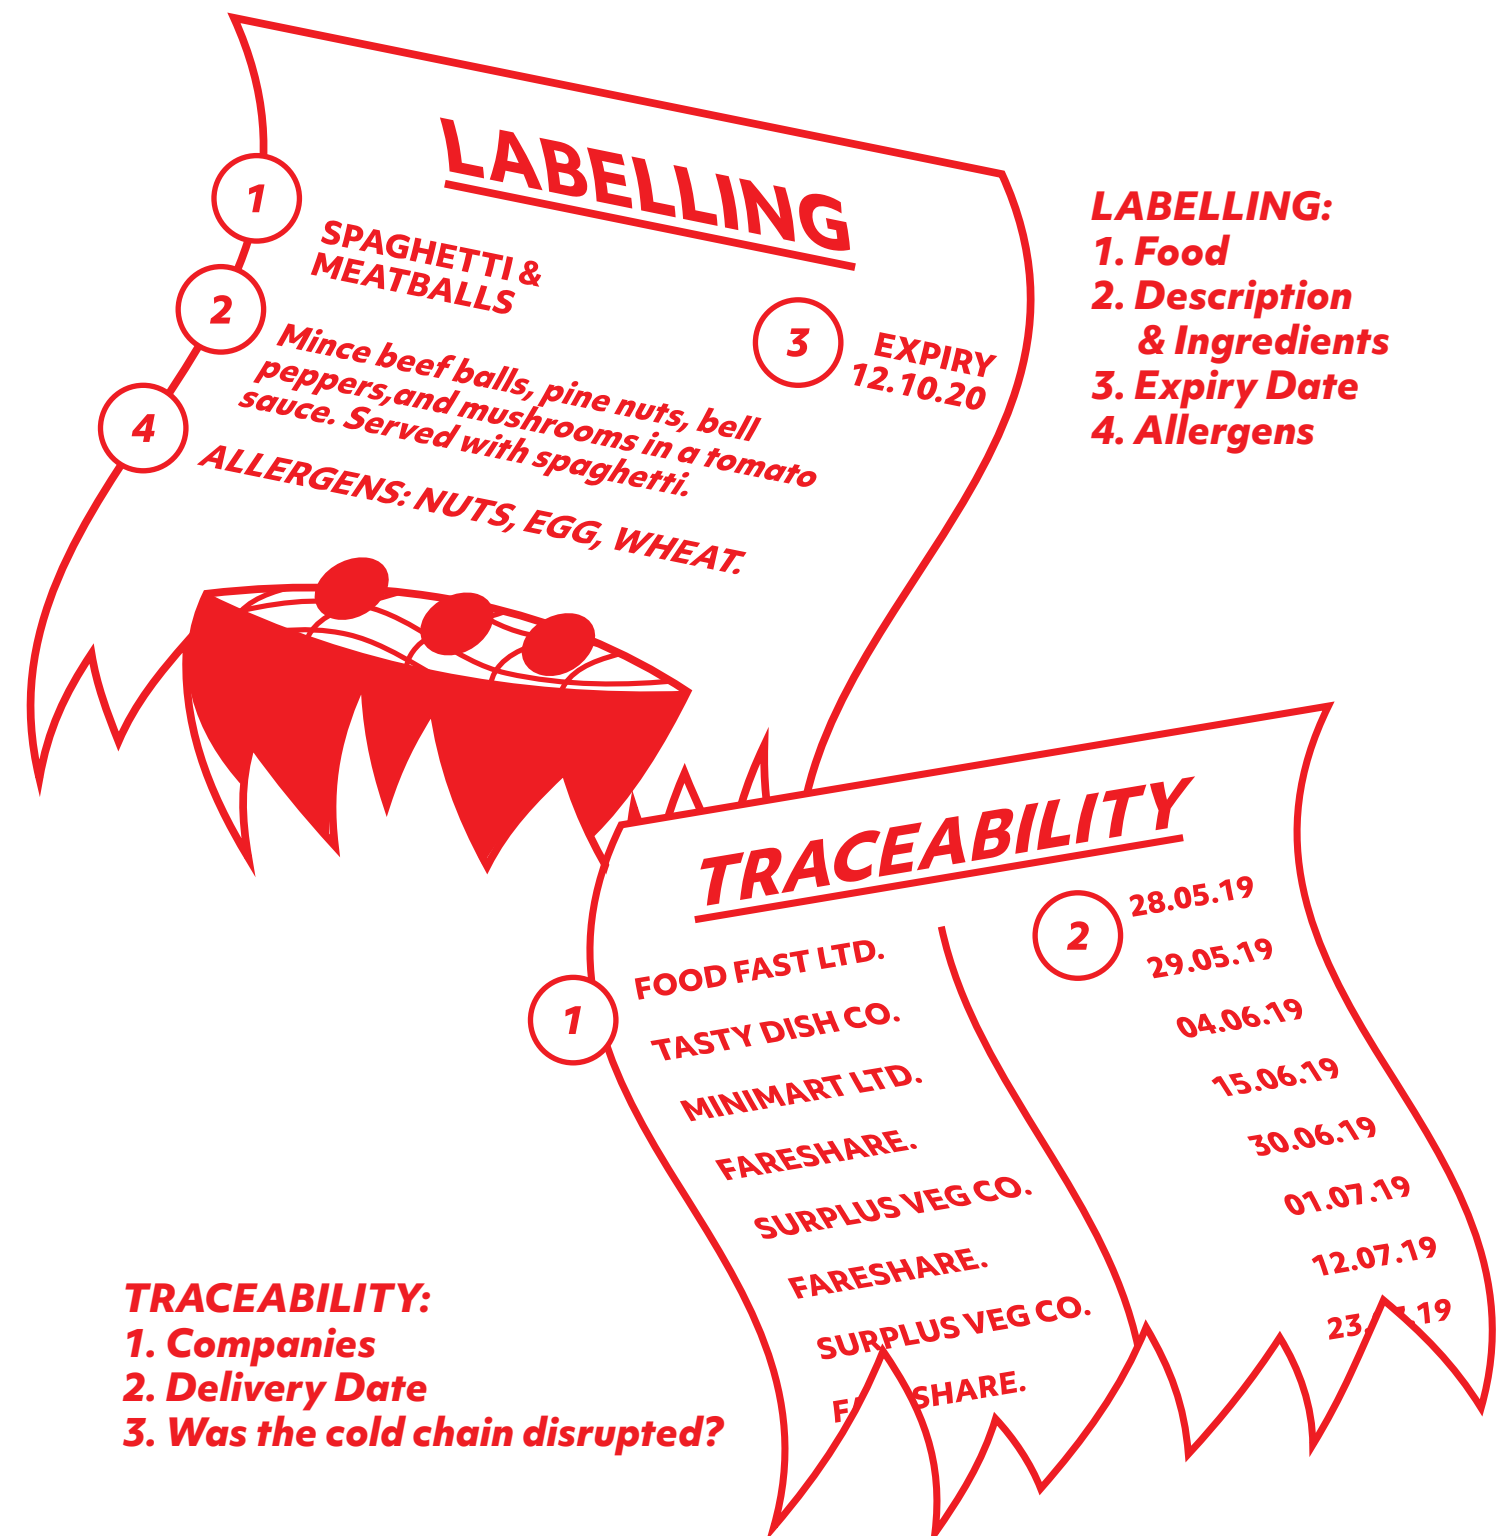 LABELLING
1
SPAGHETTI &
MEATBALLS
2
Mince beef balls, pine nuts, bell
peppers,and mushrooms in a tomato
sauce. Served with spaghetti.
3
EXPIRY
12.10.20
4
ALLERGENS: NUTS, EGG, WHEAT.
LABELLING:
1. Food
2. Description
& Ingredients
3. Expiry Date
4. Allergens
TRACEABILITY
1
2
FOOD FAST LTD. 28.05.19
TASTY DISH CO. 29.05.19
MINIMART LTD. 04.06.19
FARESHARE. 15.06.19
SURPLUS VEG CO. 30.06.19
FARESHARE. 01.07.19
SURPLUS VEG CO. 12.07.19
TRACEABILITY:
1. Companies
2. Delivery Date
3. Was the cold chain disrupted?